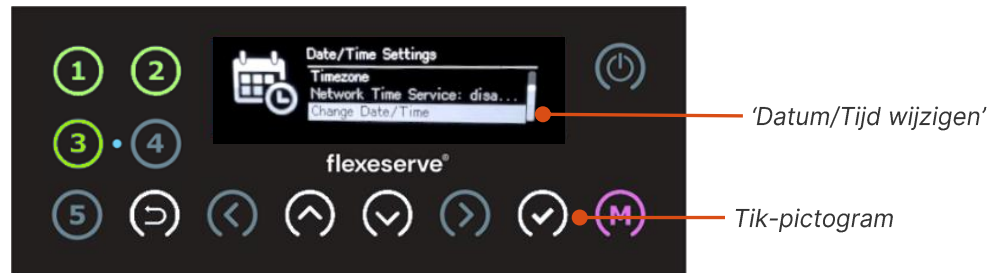 1 2
Date/Time Settings
Timezone
Network Time Service: disa...
Change Date/Time
'Datum/Tijd wijzigen'
3 4
flexeserve®
5
M
Tik-pictogram